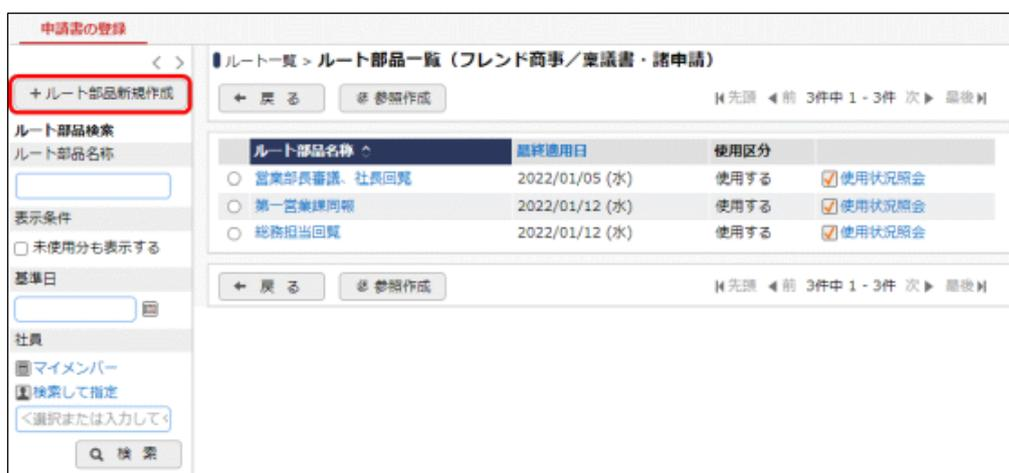 申請書の登録
< >
+ルート部品新規作成
ルート部品検索
ルート部品名称
表示条件
未使用分も表示する
基準日
社員
マイメンバー
検索して指定
<選択または入力して<
検 索
ルート一覧 > ルート部品一覧（フレンド商事／稟議書・諸申請）
戻 る 参照作成 先頭 前 3件中 1 - 3件 次 最後
ルート部品名称 最終適用日 使用区分
営業部長審議、社長回覧 2022/01/05 (水) 使用する 使用状況照会
第一営業課同報 2022/01/12 (水) 使用する 使用状況照会
総務担当回覧 2022/01/12 (水) 使用する 使用状況照会
戻 る 参照作成 先頭 前 3件中 1 - 3件 次 最後